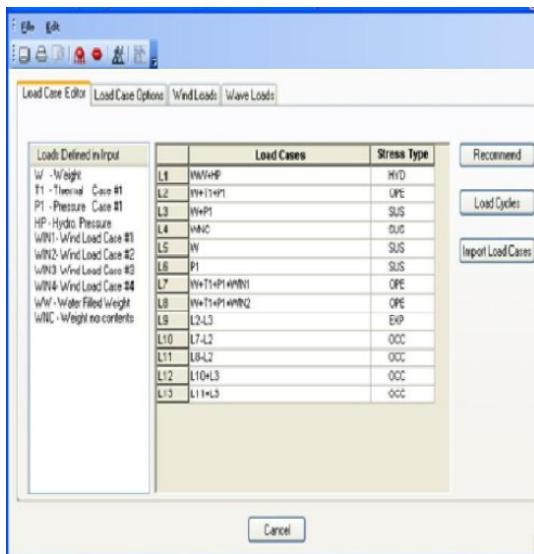 File Edit
Load Case Editor Load Case Options Wind Loads Wave Loads
Loads Defined in Input
W - Weight
T1 - Thermal Case #1
P1 - Pressure Case #1
HP - Hydro. Pressure
WIN1- Wind Load Case #1
WIN2- Wind Load Case #2
WIN3- Wind Load Case #3
WIN4- Wind Load Case #4
WW - Water Filled Weight
WNC - Weight no contents
Load Cases Stress Type
L1 WW+HP HYD
L2 W+T1+P1 OPE
L3 W+P1 SUS
L4 WNC SUS
L5 W SUS
L6 P1 SUS
L7 W+T1+P1+WIN1 OPE
L8 W+T1+P1+WIN2 OPE
L9 L2-L3 EXP
L10 L7-L2 OCC
L11 L8-L2 OCC
L12 L10+L3 OCC
L13 L11+L3 OCC
Recommend
Load Cycles
Import Load Cases
Cancel